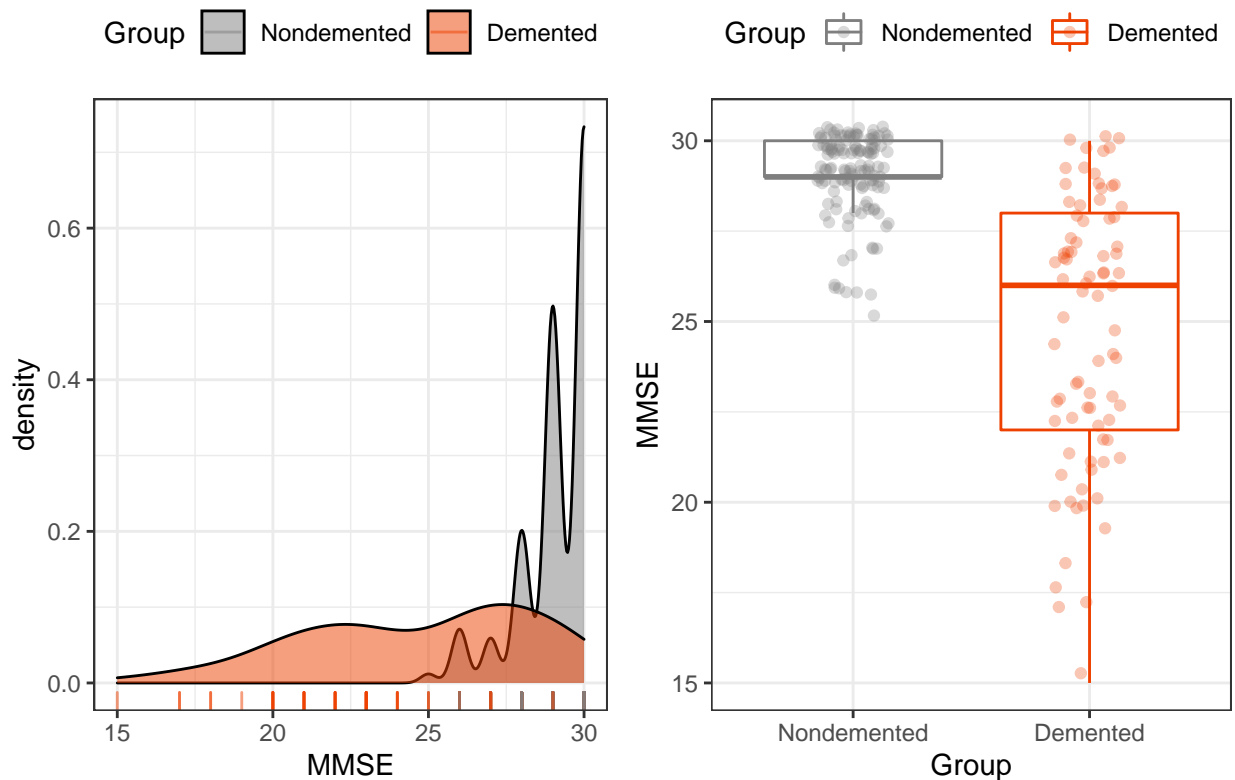 Group Nondemented Demented
0.6
0.4
0.2
0.0
density
15 20 25 30
MMSE
Group Nondemented Demented
30
25
20
15
MMSE
Nondemented Demented
Group